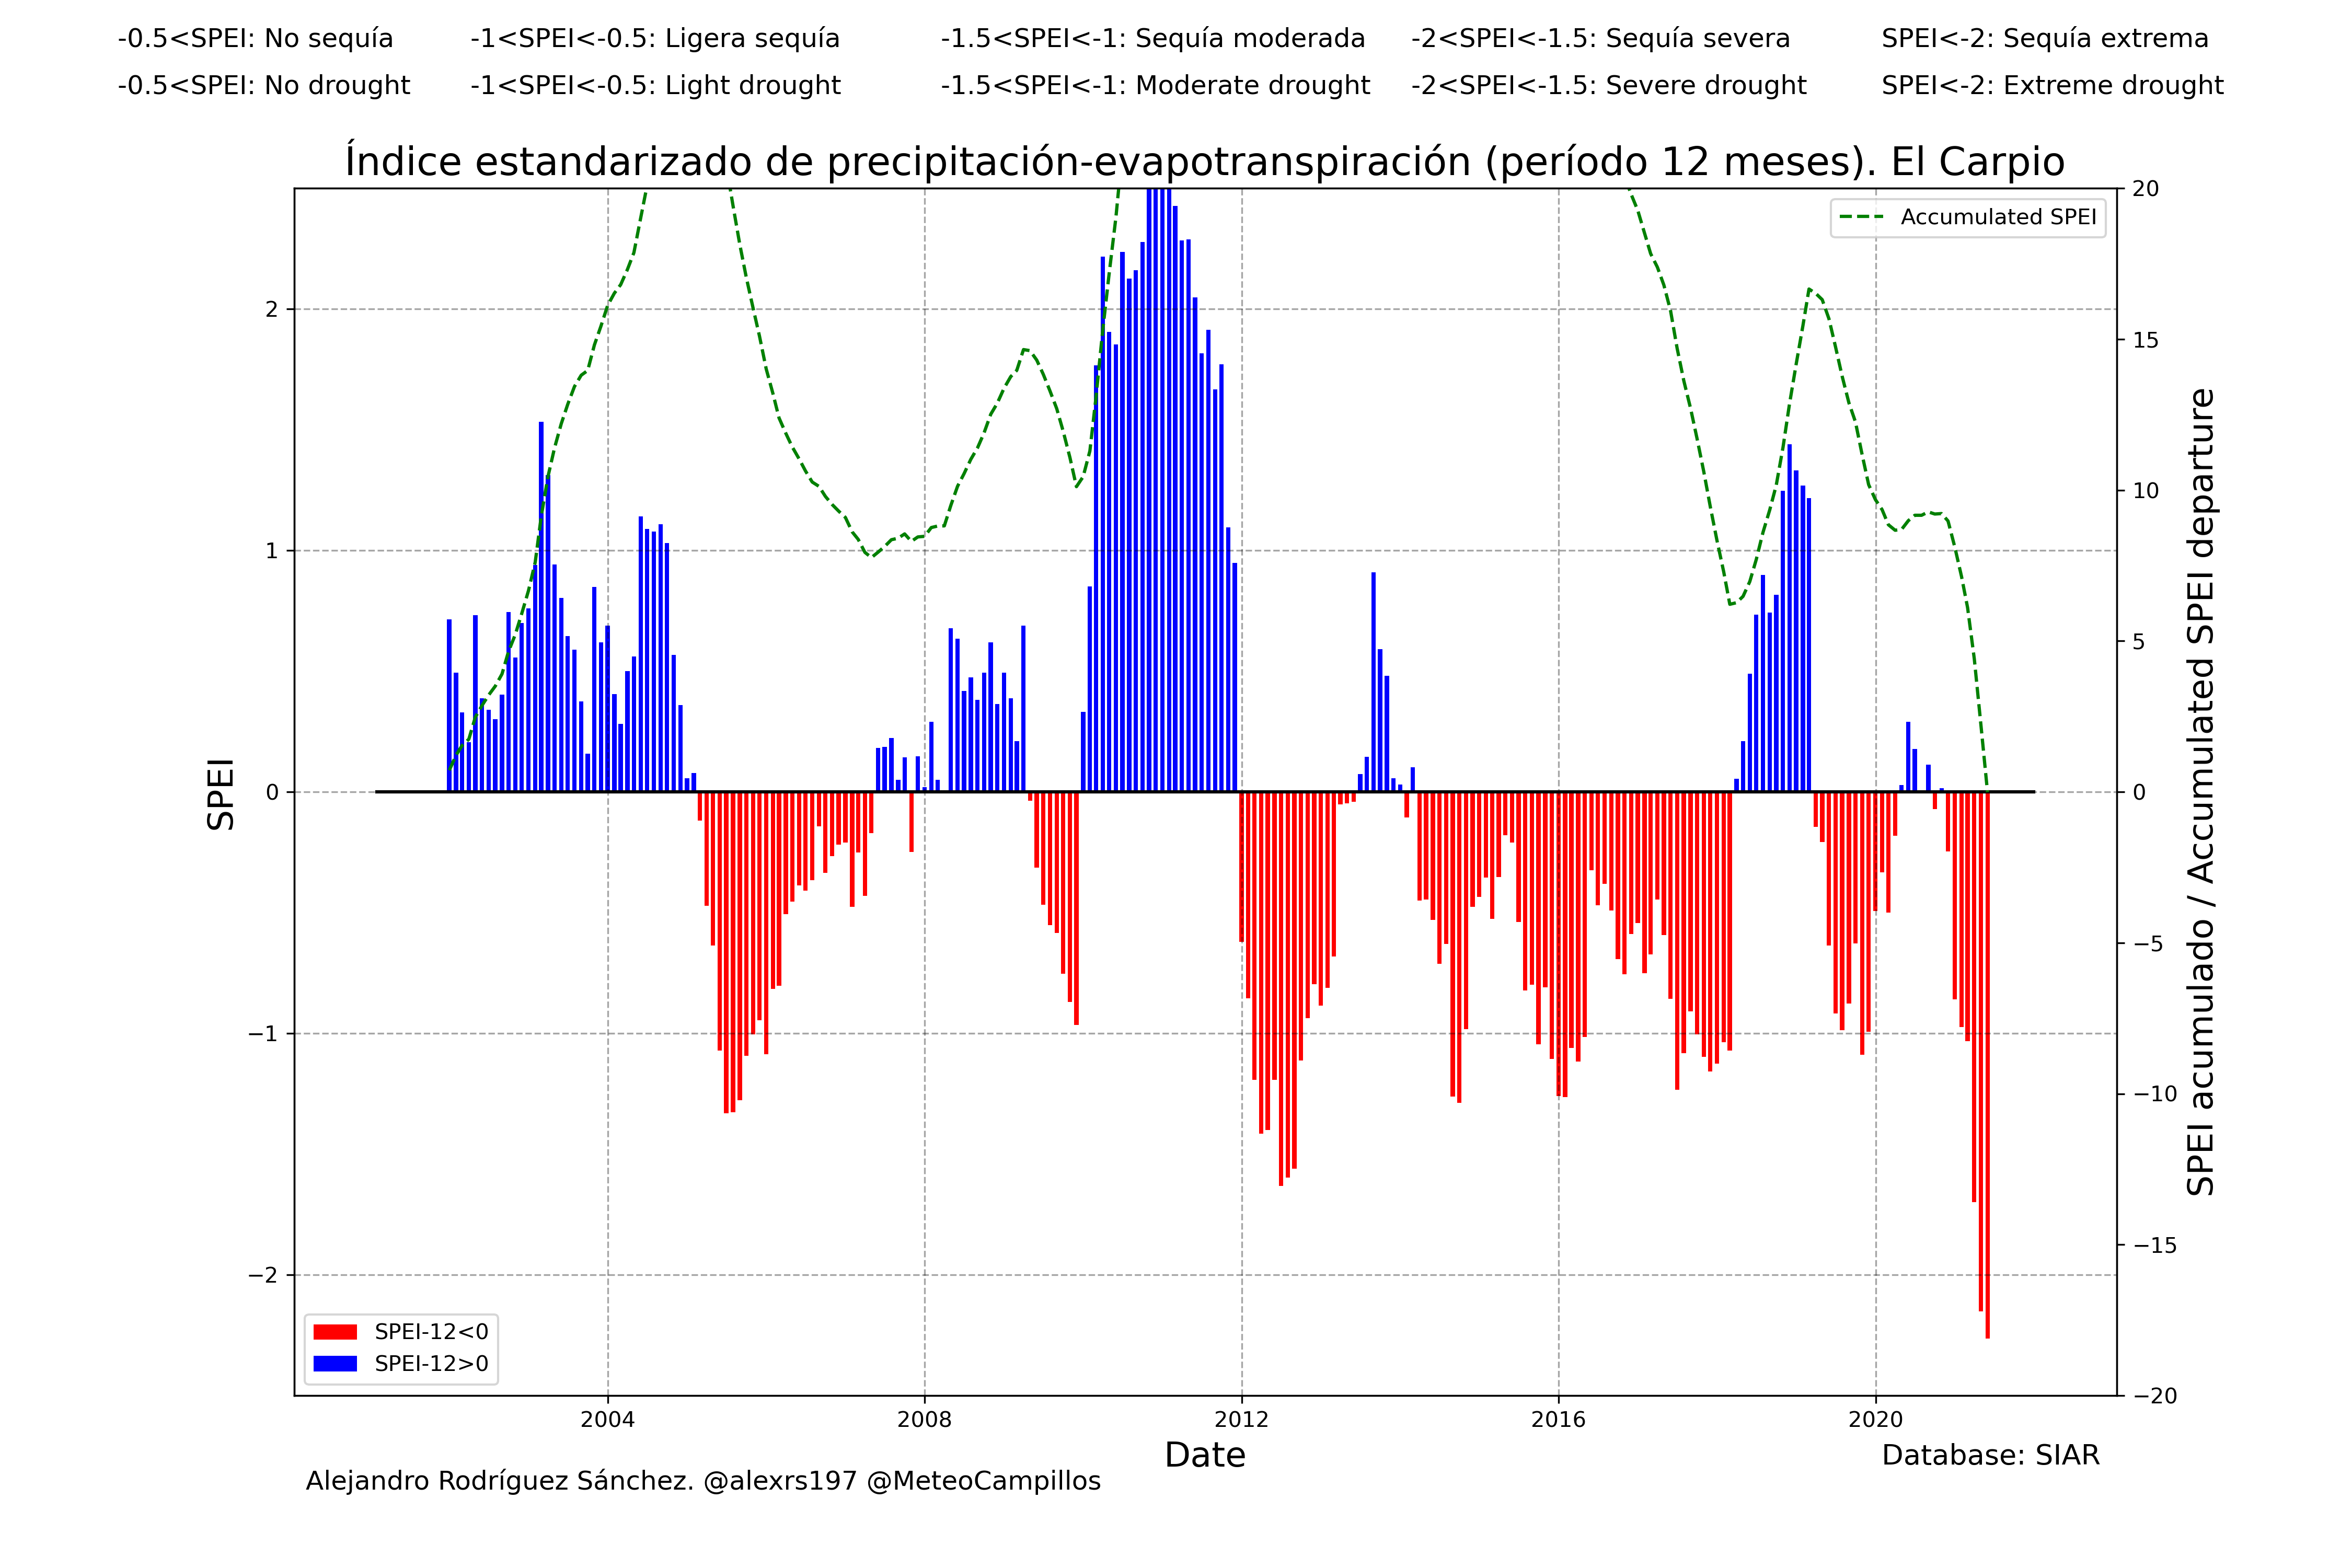 -0.5<SPEI: No sequía -1<SPEI<-0.5: Ligera sequía -1.5<SPEI<-1: Sequía moderada -2<SPEI<-1.5: Sequía severa SPEI<-2: Sequía extrema
-0.5<SPEI: No drought -1<SPEI<-0.5: Light drought -1.5<SPEI<-1: Moderate drought -2<SPEI<-1.5: Severe drought SPEI<-2: Extreme drought
Índice estandarizado de precipitación-evapotranspiración (período 12 meses). El Carpio
Accumulated SPEI
SPEI
2
1
0
−1
−2
20
15
10
5
0
−5
−10
−15
−20
SPEI acumulado / Accumulated SPEI departure
SPEI-12<0
SPEI-12>0
2004 2008 2012 2016 2020
Date
Database: SIAR
Alejandro Rodríguez Sánchez. @alexrs197 @MeteoCampillos